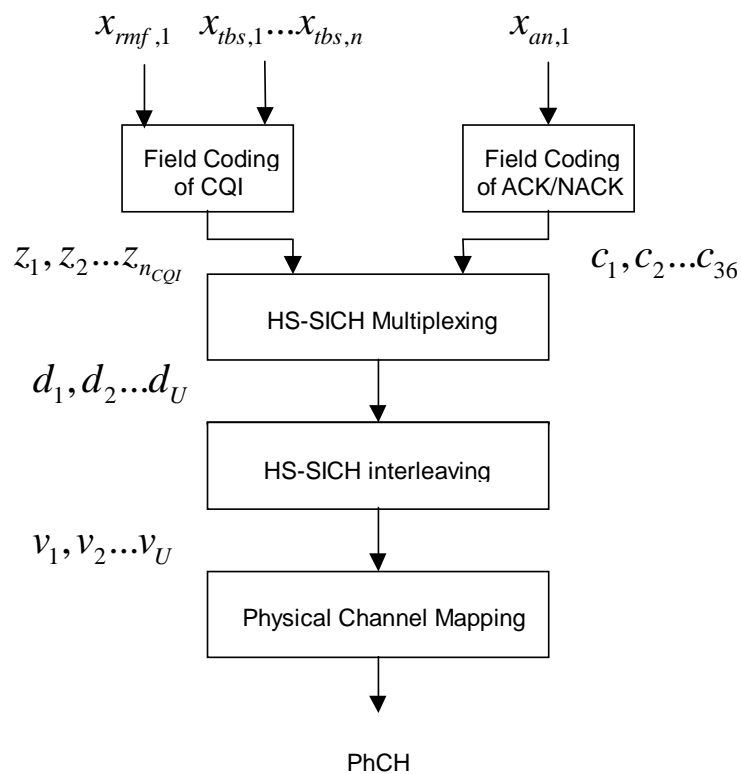 x_{rmf,1} x_{tbs,1}...x_{tbs,n} x_{an,1}
Field Coding
of CQI
Field Coding
of ACK/NACK
z_1, z_2...z_{n_{CQI}} c_1, c_2...c_{36}
HS-SICH Multiplexing
d_1, d_2...d_U
HS-SICH interleaving
v_1, v_2...v_U
Physical Channel Mapping
PhCH